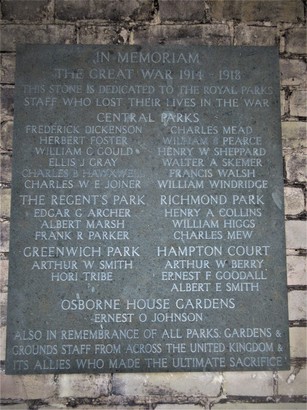 IN MEMORIAM
THE GREAT WAR 1914 - 1918
THIS STONE IS DEDICATED TO THE ROYAL PARKS
STAFF WHO LOST THEIR LIVES IN THE WAR
CENTRAL PARKS
FREDERICK DICKENSON
HERBERT FOSTER
WILLIAM G GOULD
ELLIS J GRAY
CHARLES B
CHARLES W E JOINER
CHARLES MEAD
WILLIAM B PEARCE
HENRY W SHEPPARD
WALTER A SKEMER
FRANCIS WALSH
WILLIAM WINDRIDGE
THE REGENT'S PARK
EDGAR G ARCHER
ALBERT MARSH
FRANK R PARKER
RICHMOND PARK
HENRY A COLLINS
WILLIAM HIGGS
CHARLES MEW
GREENWICH PARK
ARTHUR W SMITH
HORI TRIBE
HAMPTON COURT
ARTHUR W BERRY
ERNEST F GOODALL
ALBERT E SMITH
OSBORNE HOUSE GARDENS
ERNEST O JOHNSON
ALSO IN REMEMBRANCE OF ALL PARKS, GARDENS &
GROUNDS STAFF FROM ACROSS THE UNITED KINGDOM &
ITS ALLIES WHO MADE THE ULTIMATE SACRIFICE